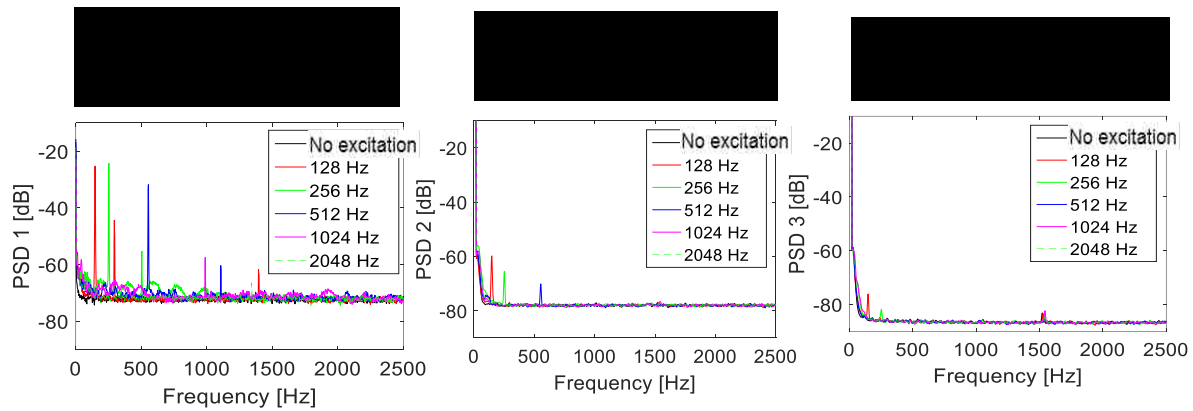 No excitation
128 Hz
256 Hz
512 Hz
1024 Hz
2048 Hz
-20
-40
-60
-80
PSD 1 [dB]
0 500 1000 1500 2000 2500
Frequency [Hz]
No excitation
128 Hz
256 Hz
512 Hz
1024 Hz
2048 Hz
-20
-40
-60
-80
PSD 2 [dB]
0 500 1000 1500 2000 2500
Frequency [Hz]
No excitation
128 Hz
256 Hz
512 Hz
1024 Hz
2048 Hz
-20
-40
-60
-80
PSD 3 [dB]
0 500 1000 1500 2000 2500
Frequency [Hz]